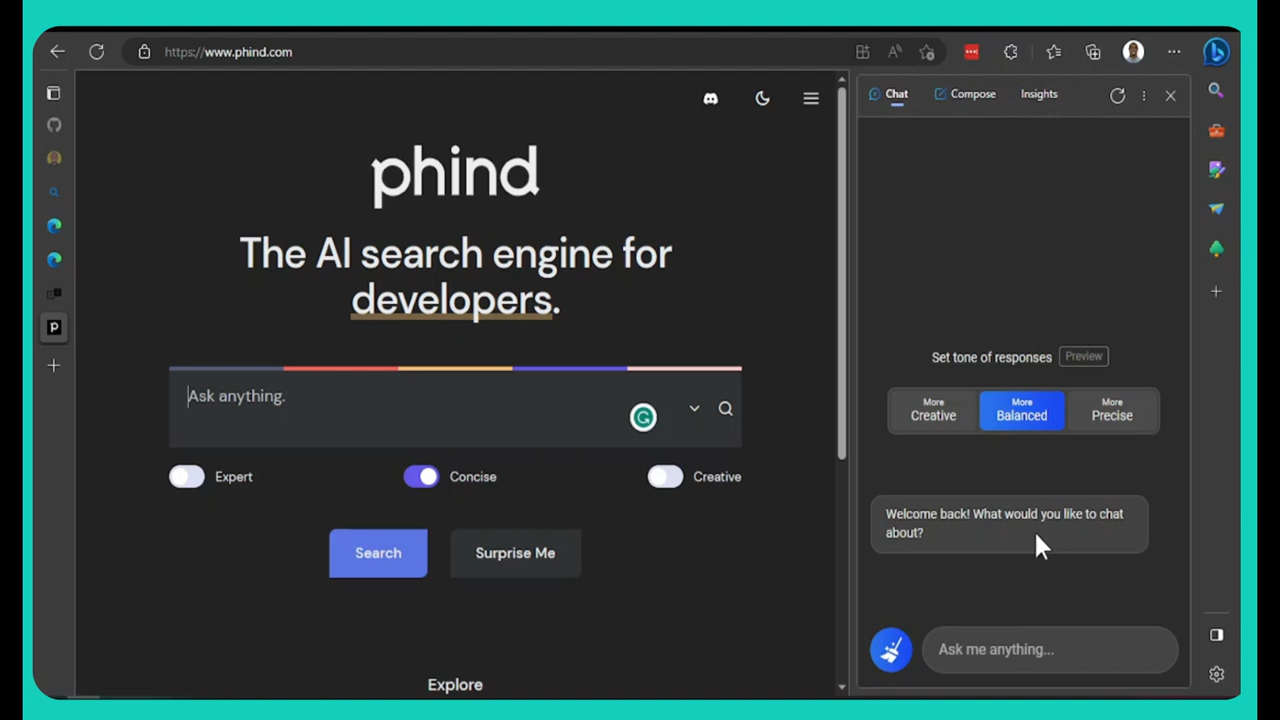 https://www.phind.com
phind
The AI search engine for
developers.
Ask anything.
Expert
Concise
Creative
Search
Surprise Me
Explore
Chat
Compose
Insights
Set tone of responses
Preview
More
Creative
More
Balanced
More
Precise
Welcome back! What would you like to chat
about?
Ask me anything...